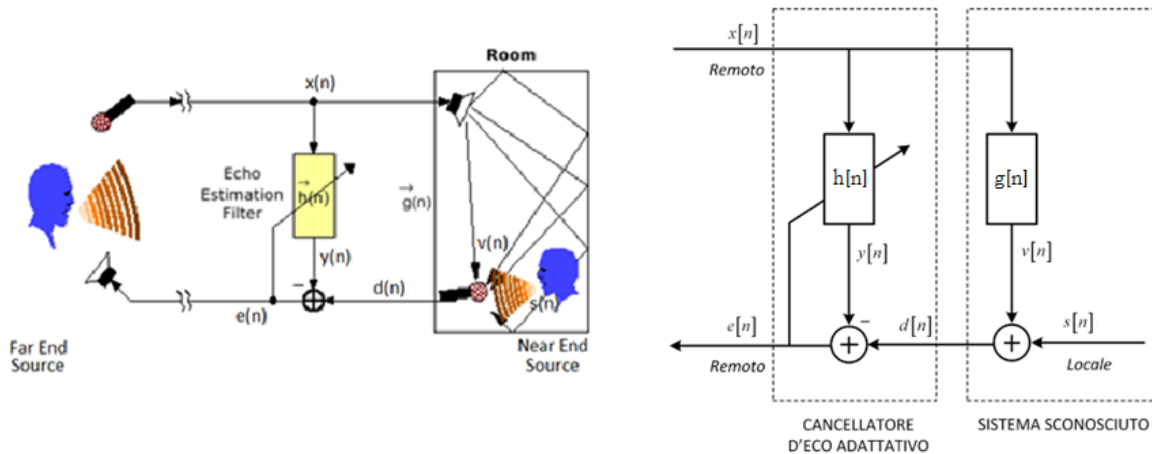 Room
x(n)
Echo
Estimation
Filter
h(n)
g(n)
v(n)
y(n)
s(n)
−
d(n)
e(n)
Far End
Source
Near End
Source
x[n]
Remoto
h[n]
g[n]
y[n]
v[n]
−
e[n]
d[n]
s[n]
+
+
Remoto
Locale
CANCELLATORE
D'ECO ADATTATIVO
SISTEMA SCONOSCIUTO